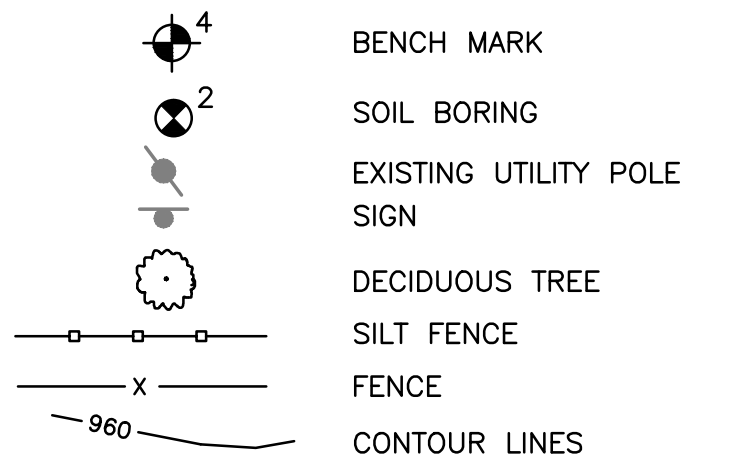 4 BENCH MARK
2 SOIL BORING
EXISTING UTILITY POLE
SIGN
DECIDUOUS TREE
SILT FENCE
X FENCE
960 CONTOUR LINES